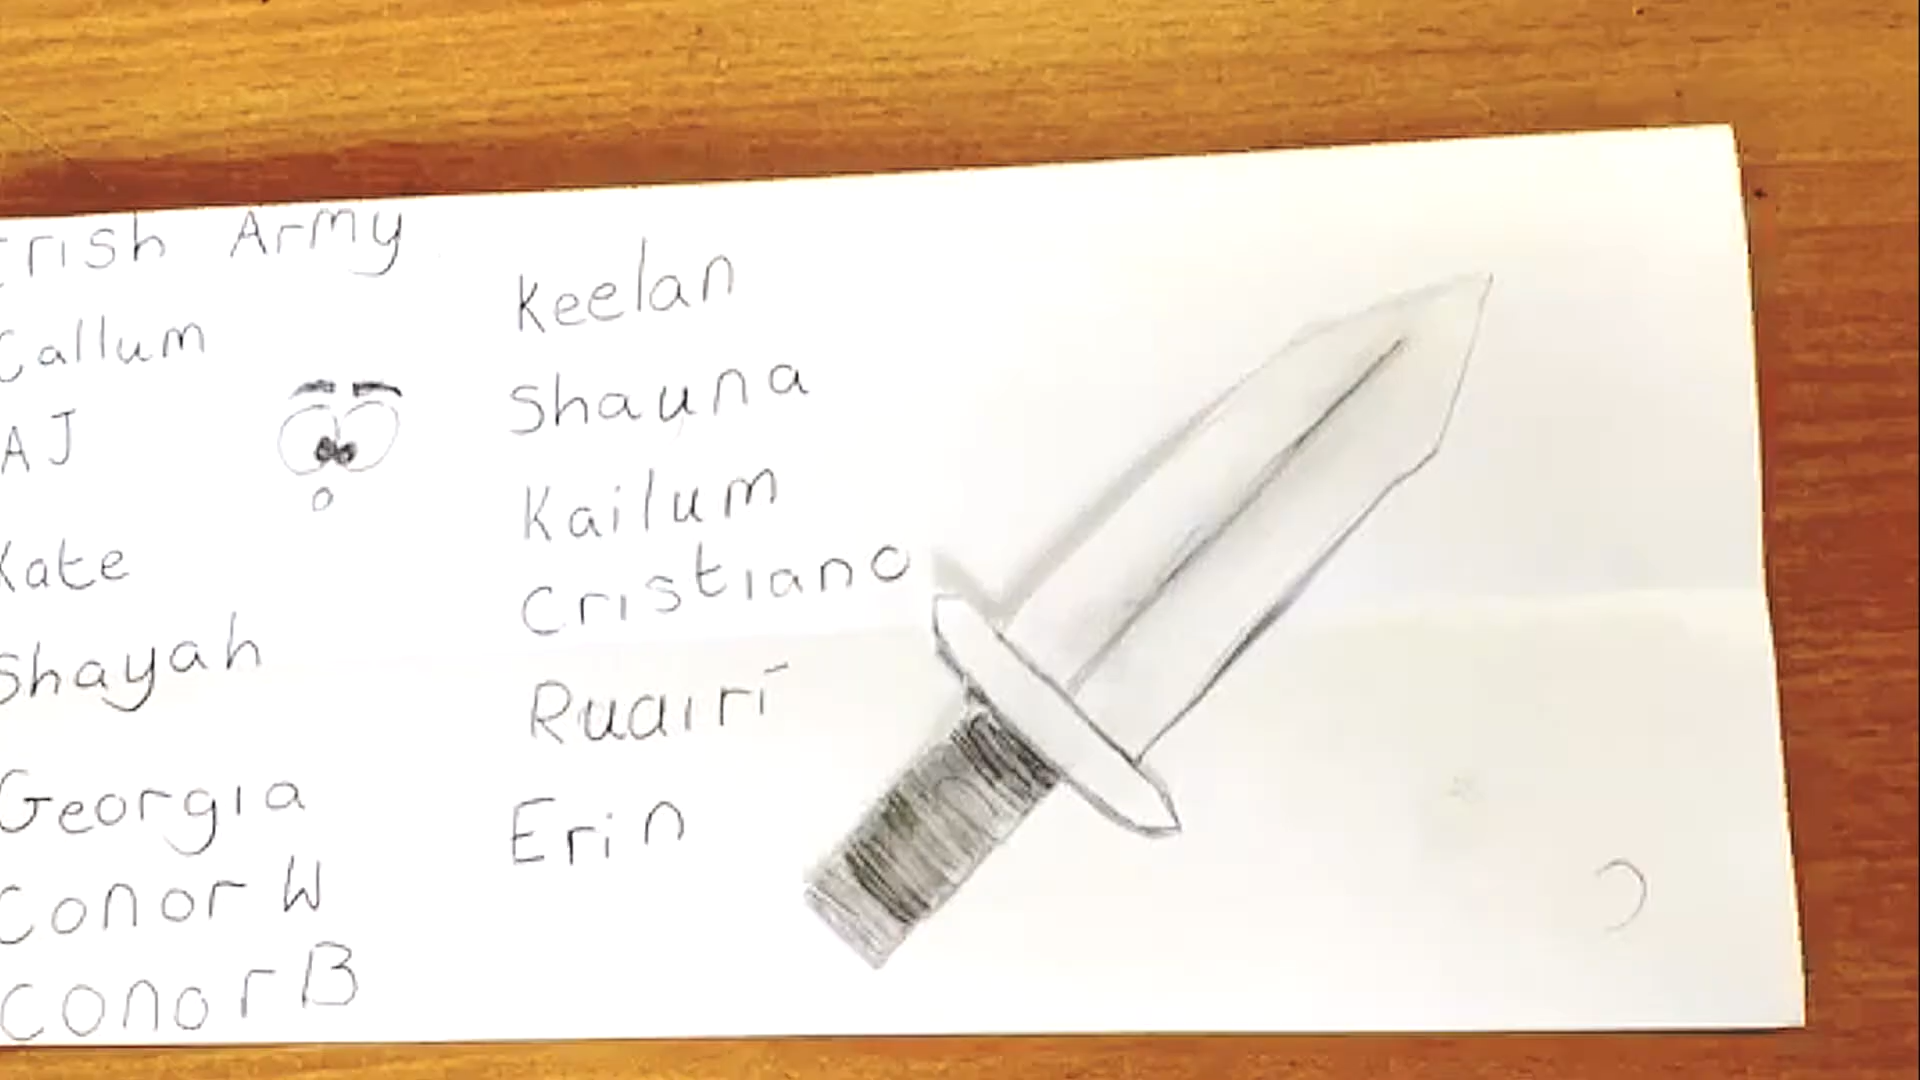 Irish Army
Callum
AJ
Kate
Shayah
Georgia
Conor W
Conor B
Keelan
Shauna
Kailum
Cristiano
Ruairí
Erin